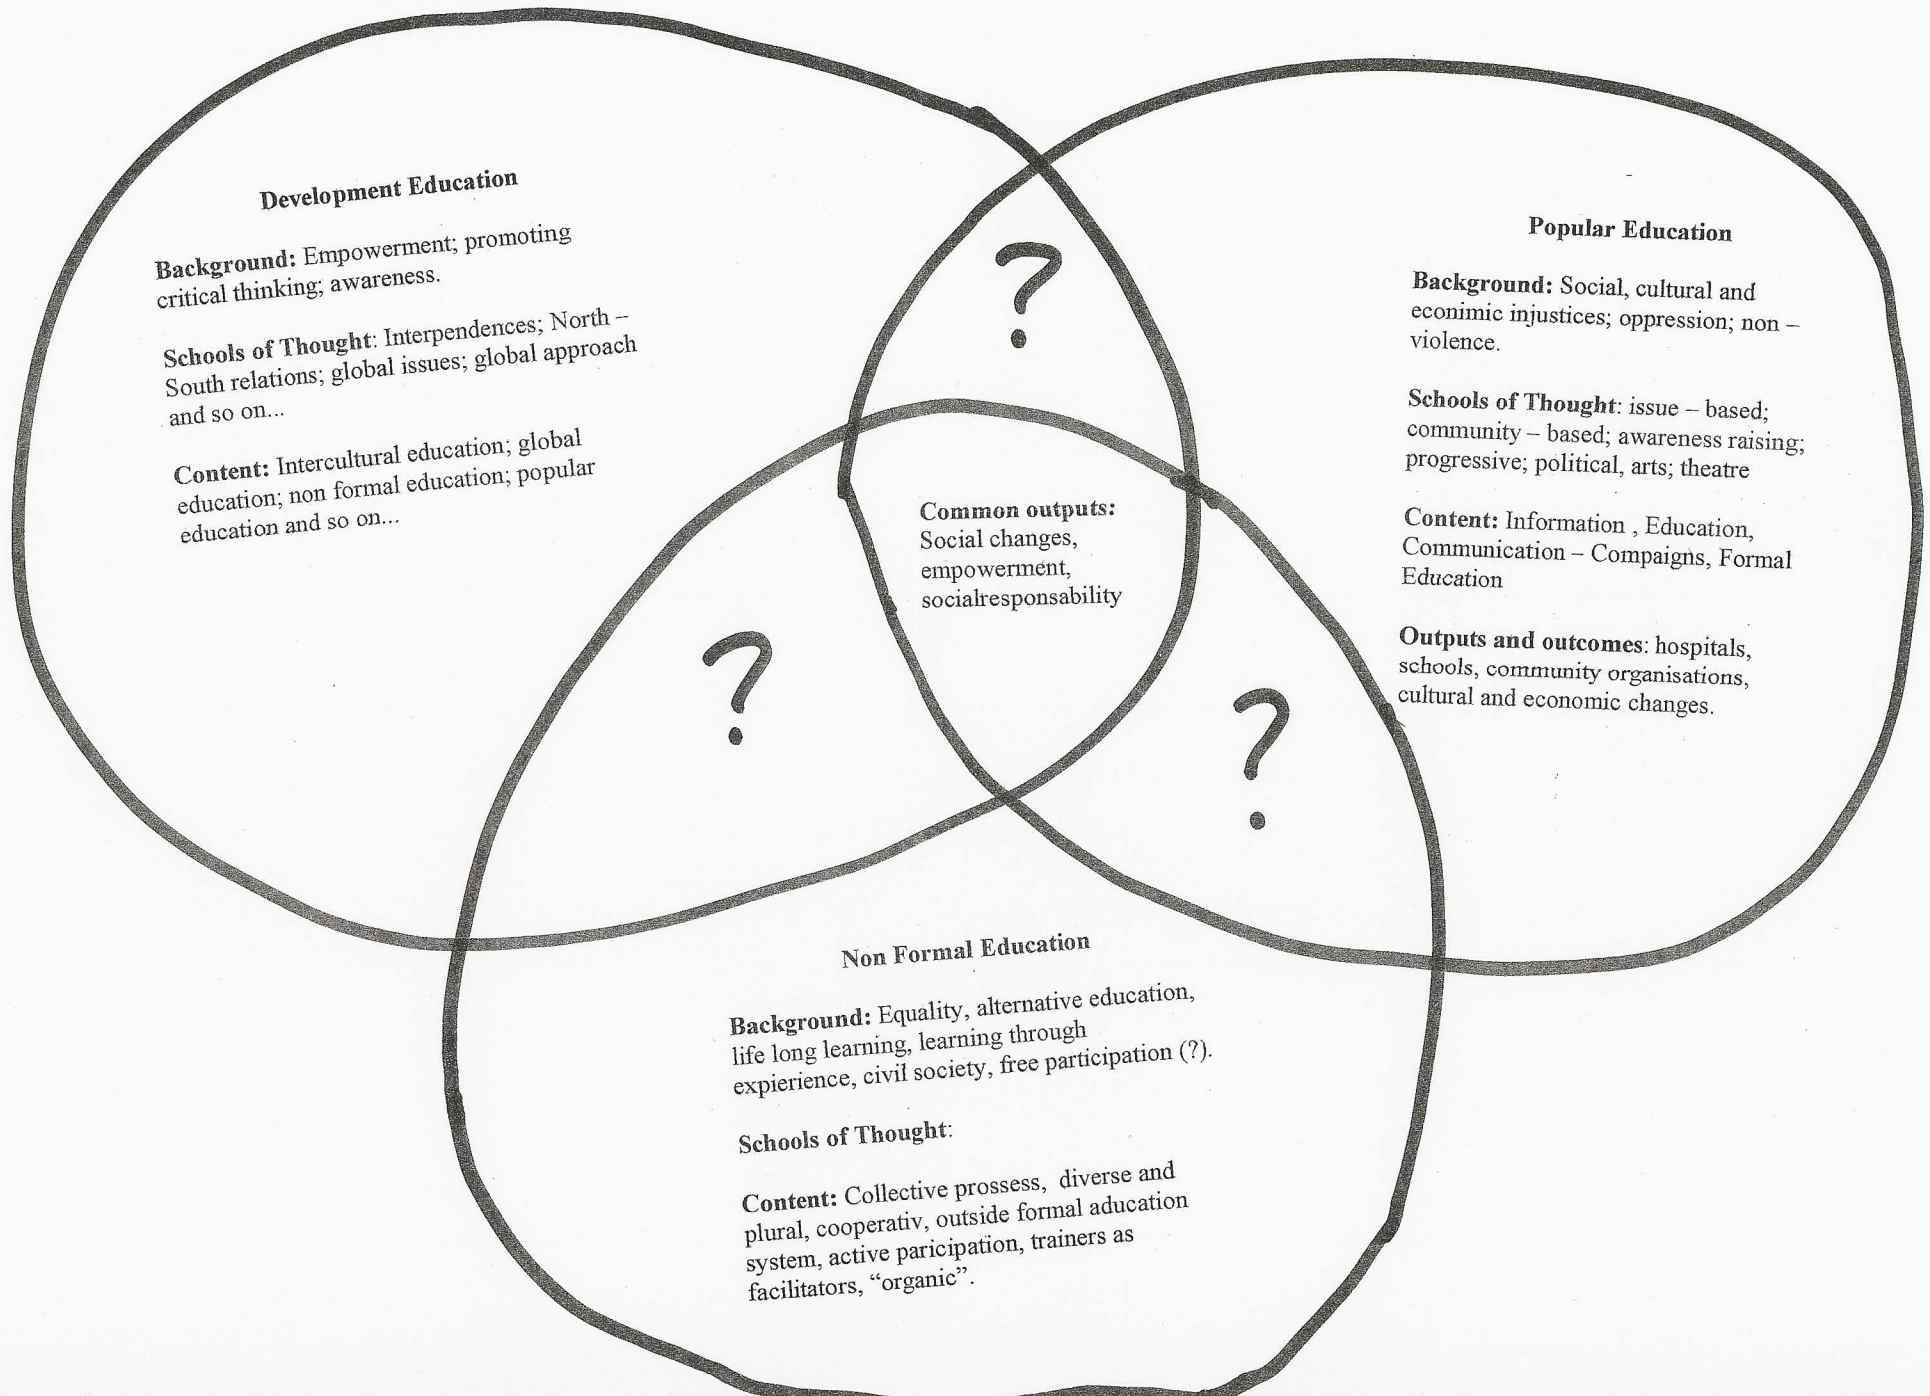 Development Education
Background: Empowerment; promoting
critical thinking; awareness.
Schools of Thought: Interpendences; North –
South relations; global issues; global approach
and so on...
Content: Intercultural education; global
education; non formal education; popular
education and so on...
?
Popular Education
Background: Social, cultural and
econimic injustices; oppression; non –
violence.
Schools of Thought: issue – based;
community – based; awareness raising;
progressive; political, arts; theatre
Content: Information , Education,
Communication – Compaigns, Formal
Education
Outputs and outcomes: hospitals,
schools, community organisations,
cultural and economic changes.
Common outputs:
Social changes,
empowerment,
socialresponsability
?
?
Non Formal Education
Background: Equality, alternative education,
life long learning, learning through
expierience, civil society, free participation (?).
Schools of Thought:
Content: Collective prossess, diverse and
plural, cooperativ, outside formal aducation
system, active paricipation, trainers as
facilitators, “organic”.